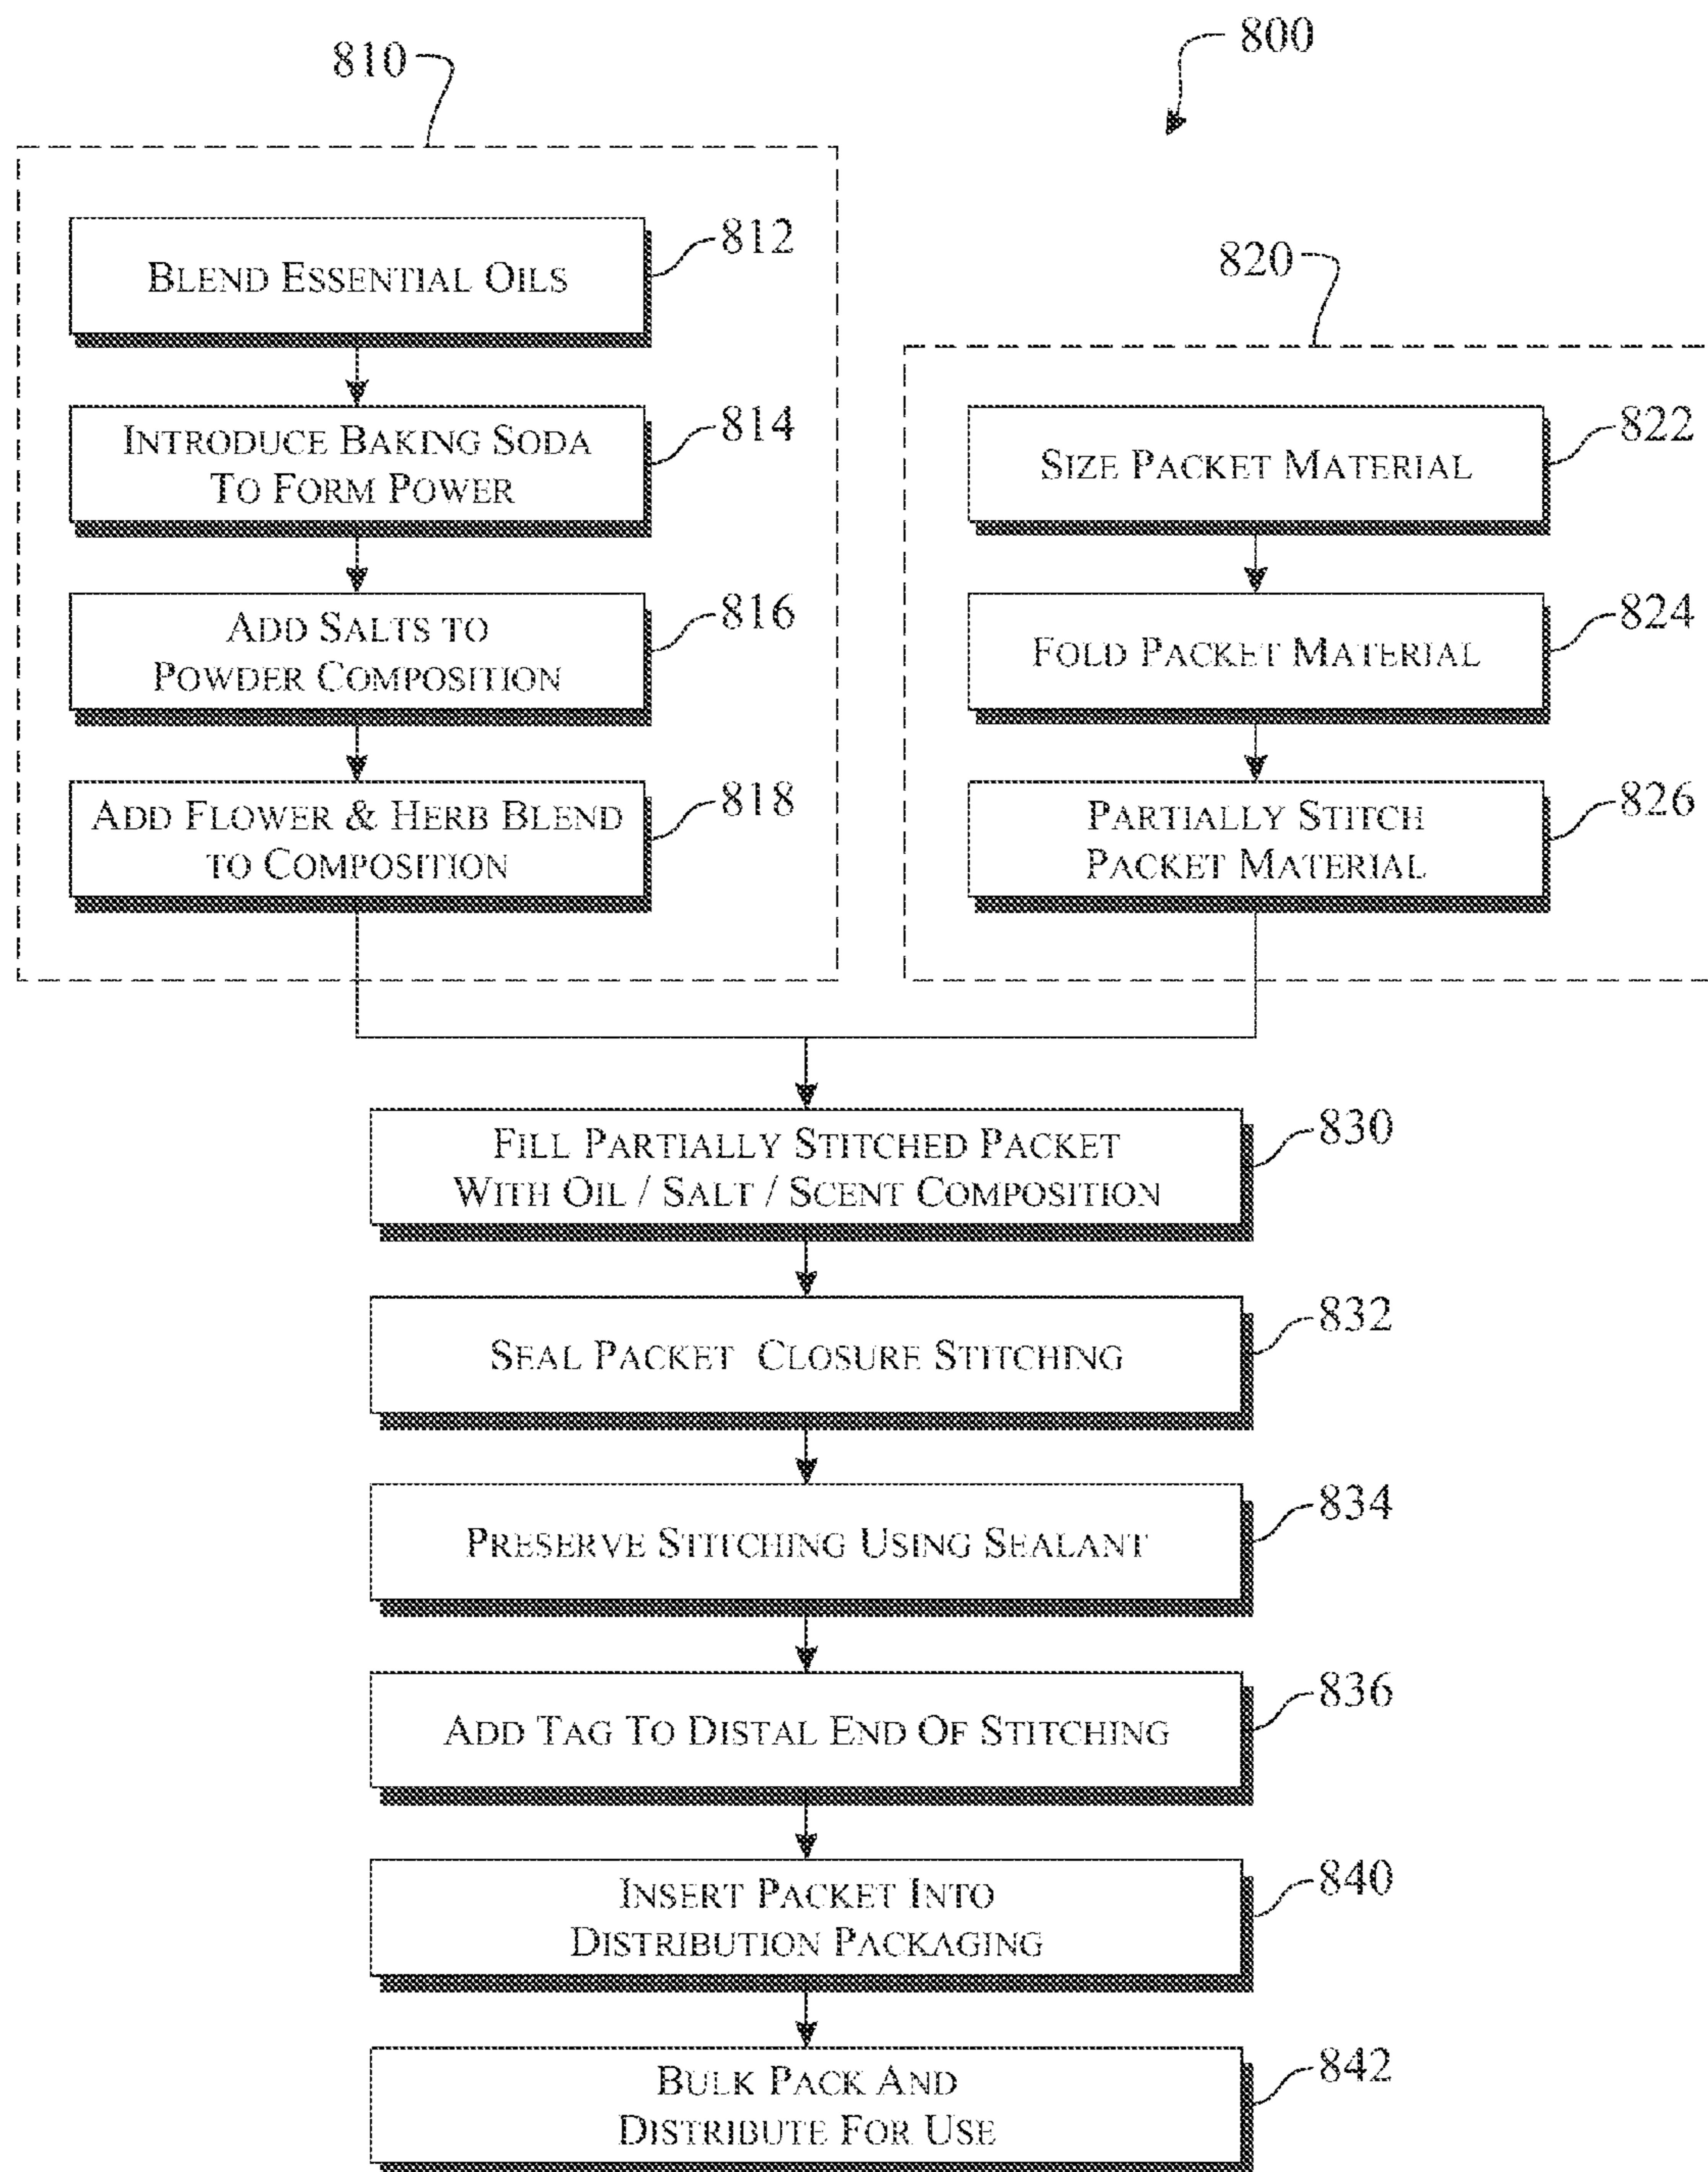 800
810
BLEND ESSENTIAL OILS
812
INTRODUCE BAKING SODA
TO FORM POWER
814
ADD SALTS TO
POWDER COMPOSITION
816
ADD FLOWER & HERB BLEND
TO COMPOSITION
818
820
SIZE PACKET MATERIAL
822
FOLD PACKET MATERIAL
824
PARTIALLY STITCH
PACKET MATERIAL
826
FILL PARTIALLY STITCHED PACKET
WITH OIL / SALT / SCENT COMPOSITION
830
SEAL PACKET CLOSURE STITCHING
832
PRESERVE STITCHING USING SEALANT
834
ADD TAG TO DISTAL END OF STITCHING
836
INSERT PACKET INTO
DISTRIBUTION PACKAGING
840
BULK PACK AND
DISTRIBUTE FOR USE
842